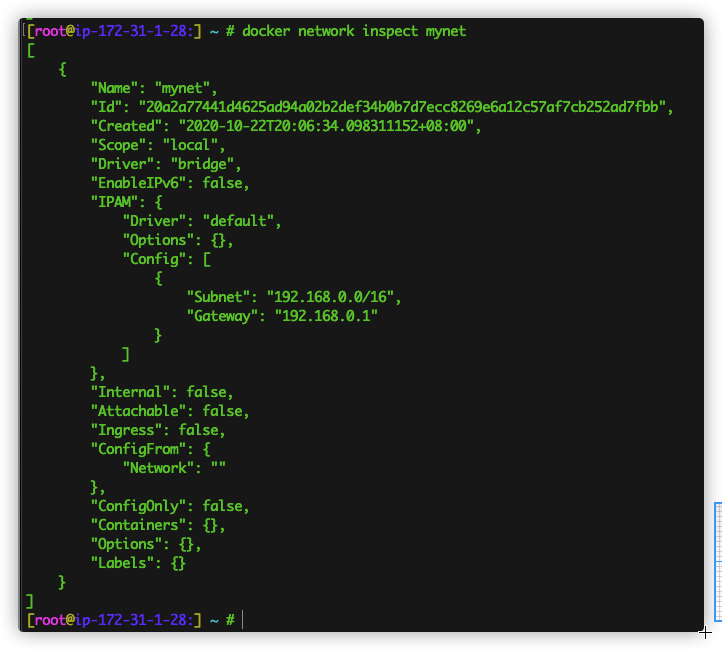 [root@ip-172-31-1-28:] ~ # docker network inspect mynet
[
    {
        "Name": "mynet",
        "Id": "20a2a77441d4625ad94a02b2def34b0b7d7ecc8269e6a12c57af7cb252ad7fbb",
        "Created": "2020-10-22T20:06:34.098311152+08:00",
        "Scope": "local",
        "Driver": "bridge",
        "EnableIPv6": false,
        "IPAM": {
            "Driver": "default",
            "Options": {},
            "Config": [
                {
                    "Subnet": "192.168.0.0/16",
                    "Gateway": "192.168.0.1"
                }
            ]
        },
        "Internal": false,
        "Attachable": false,
        "Ingress": false,
        "ConfigFrom": {
            "Network": ""
        },
        "ConfigOnly": false,
        "Containers": {},
        "Options": {},
        "Labels": {}
    }
]
[root@ip-172-31-1-28:] ~ #